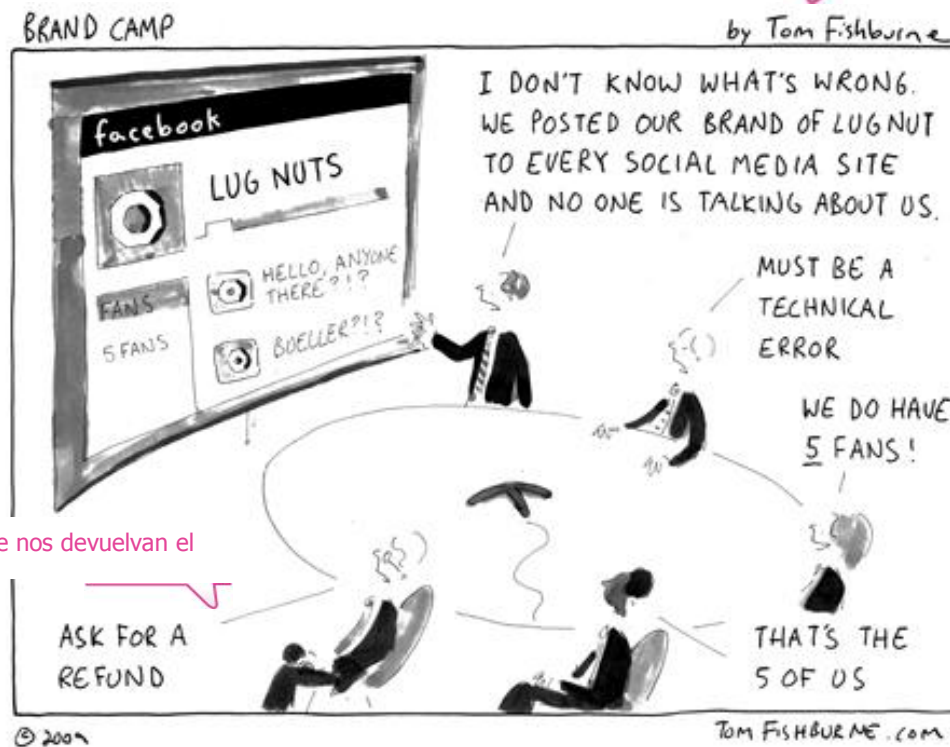 BRAND CAMP
by Tom Fishburne
facebook
LUG NUTS
FANS
5 FANS
HELLO, ANYONE
THERE?!?
BUELLER?!?
I DON'T KNOW WHAT'S WRONG.
WE POSTED OUR BRAND OF LUGNUT
TO EVERY SOCIAL MEDIA SITE
AND NO ONE IS TALKING ABOUT US.
MUST BE A
TECHNICAL
ERROR
WE DO HAVE
5 FANS!
e nos devuelvan el
ASK FOR A
REFUND
THAT'S THE
5 OF US
© 2009
TOM FISHBURNE.COM